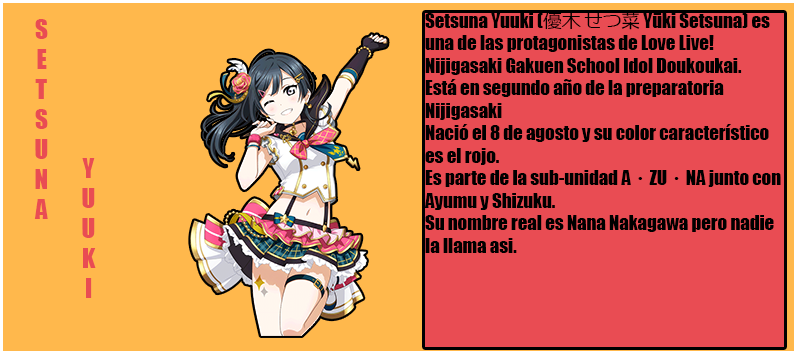 SETSUNA
YUUKI
Setsuna Yuuki (優木 せつ菜 Yūki Setsuna) es
una de las protagonistas de Love Live!
Nijigasaki Gakuen School Idol Doukoukai.
Está en segundo año de la preparatoria
Nijigasaki
Nació el 8 de agosto y su color característico
es el rojo.
Es parte de la sub-unidad A・ZU・NA junto con
Ayumu y Shizuku.
Su nombre real es Nana Nakagawa pero nadie
la llama asi.